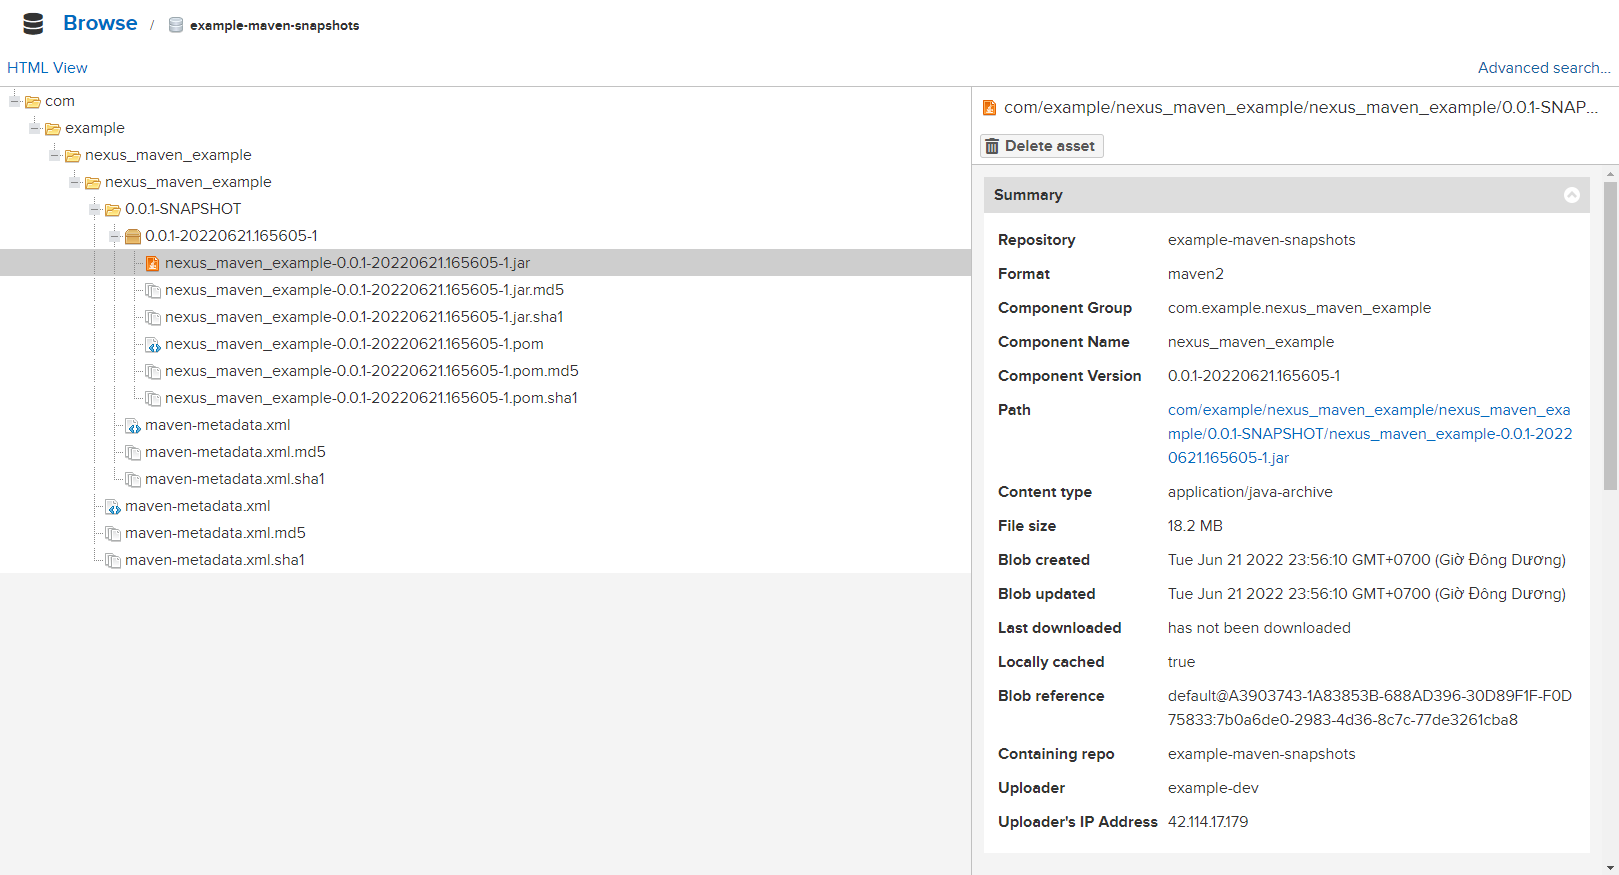 Browse / example-maven-snapshots
HTML View
Advanced search...
com
example
nexus_maven_example
nexus_maven_example
0.0.1-SNAPSHOT
0.0.1-20220621.165605-1
nexus_maven_example-0.0.1-20220621.165605-1.jar
nexus_maven_example-0.0.1-20220621.165605-1.jar.md5
nexus_maven_example-0.0.1-20220621.165605-1.jar.sha1
nexus_maven_example-0.0.1-20220621.165605-1.pom
nexus_maven_example-0.0.1-20220621.165605-1.pom.md5
nexus_maven_example-0.0.1-20220621.165605-1.pom.sha1
maven-metadata.xml
maven-metadata.xml.md5
maven-metadata.xml.sha1
maven-metadata.xml
maven-metadata.xml.md5
maven-metadata.xml.sha1
com/example/nexus_maven_example/nexus_maven_example/0.0.1-SNAP...
Delete asset
Summary
Repository example-maven-snapshots
Format maven2
Component Group com.example.nexus_maven_example
Component Name nexus_maven_example
Component Version 0.0.1-20220621.165605-1
Path com/example/nexus_maven_example/nexus_maven_exa
mple/0.0.1-SNAPSHOT/nexus_maven_example-0.0.1-2022
0621.165605-1.jar
Content type application/java-archive
File size 18.2 MB
Blob created Tue Jun 21 2022 23:56:10 GMT+0700 (Giờ Đông Dương)
Blob updated Tue Jun 21 2022 23:56:10 GMT+0700 (Giờ Đông Dương)
Last downloaded has not been downloaded
Locally cached true
Blob reference default@A3903743-1A83853B-688AD396-30D89F1F-F0D
75833:7b0a6de0-2983-4d36-8c7c-77de3261cba8
Containing repo example-maven-snapshots
Uploader example-dev
Uploader's IP Address 42.114.17.179